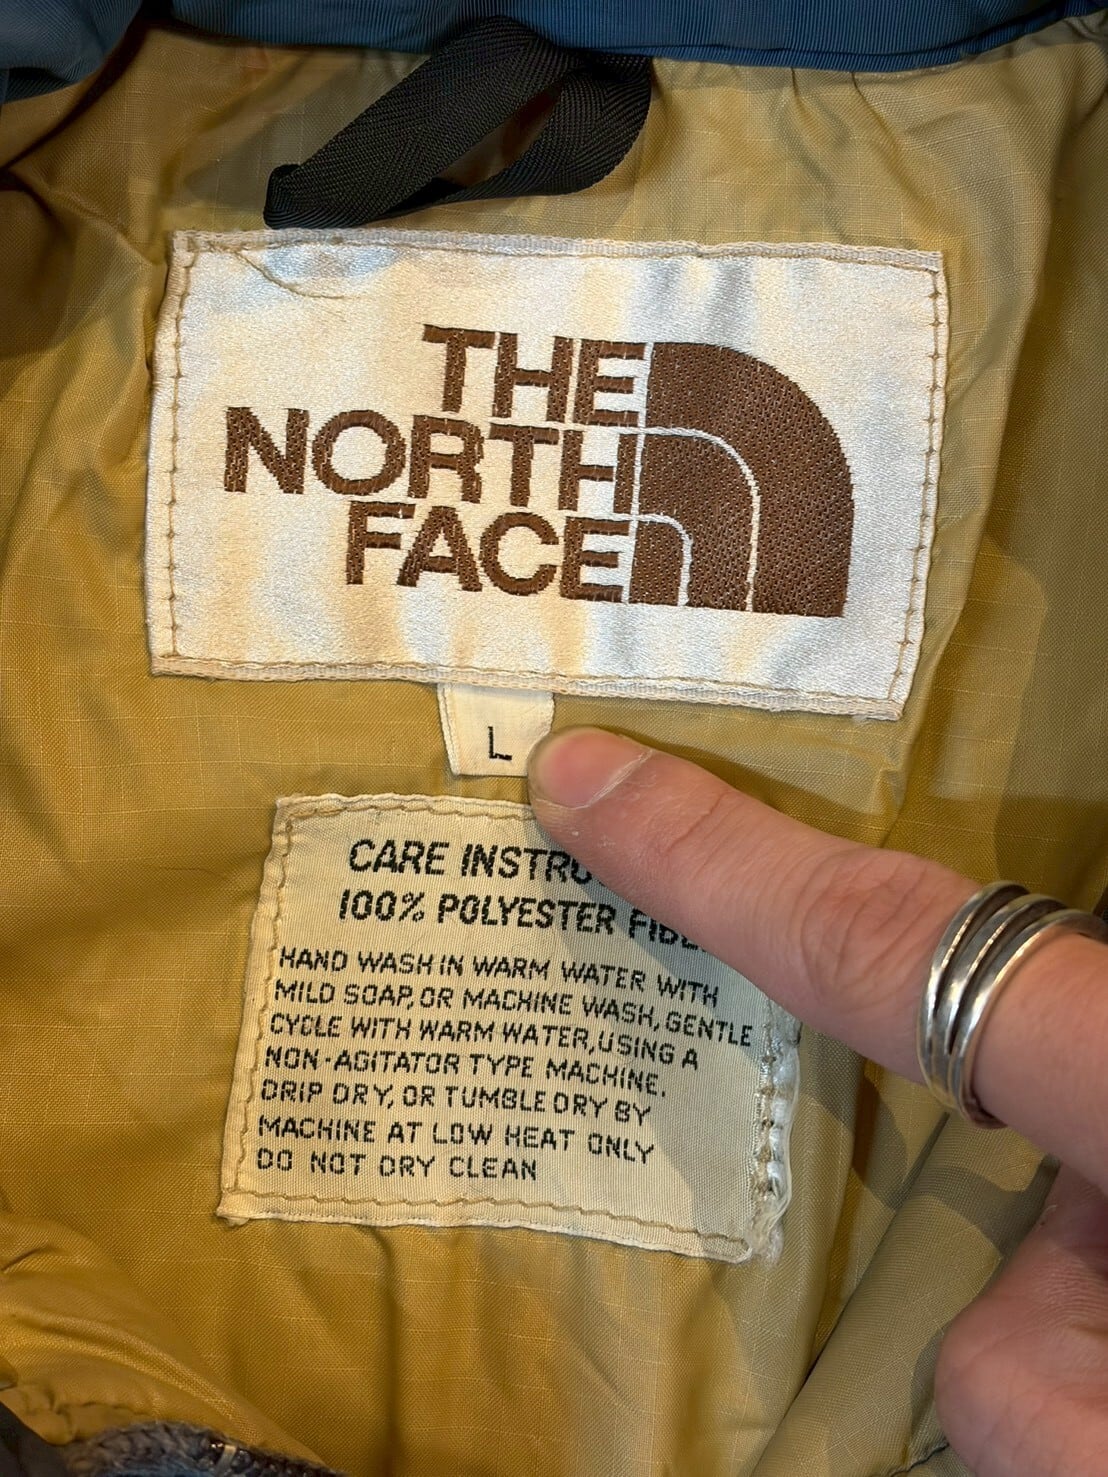 THE
NORTH
FACE
L
CARE
100% POLYESTER
HAND WASH IN WARM WATER WITH
MILD SOAP, OR MACHINE WASH, GENTLE
CYCLE WITH WARM WATER, USING A
NON-AGITATOR TYPE MACHINE.
DRIP DRY, OR TUMBLE DRY BY
MACHINE AT LOW HEAT ONLY
DO NOT DRY CLEAN